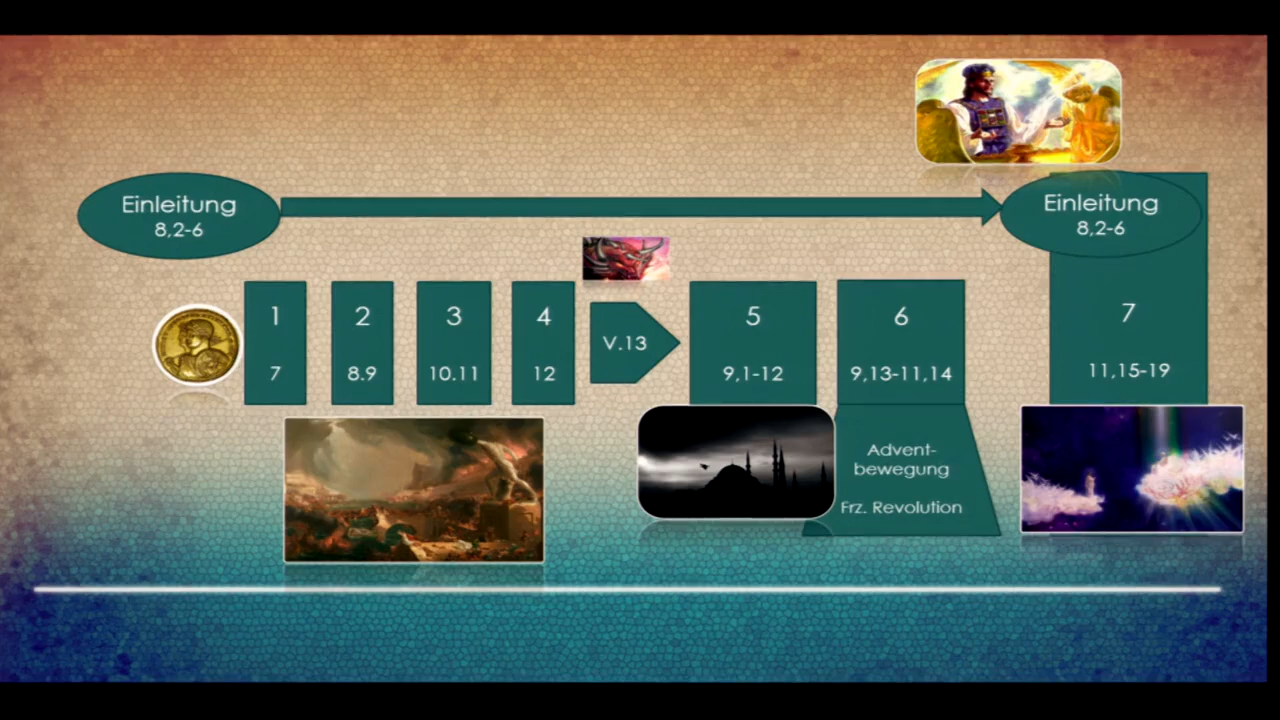 Einleitung
8,2-6
Einleitung
8,2-6
1
7
2
8.9
3
10.11
4
12
V.13
5
9,1-12
6
9,13-11,14
7
11,15-19
Advent-
bewegung
Frz. Revolution